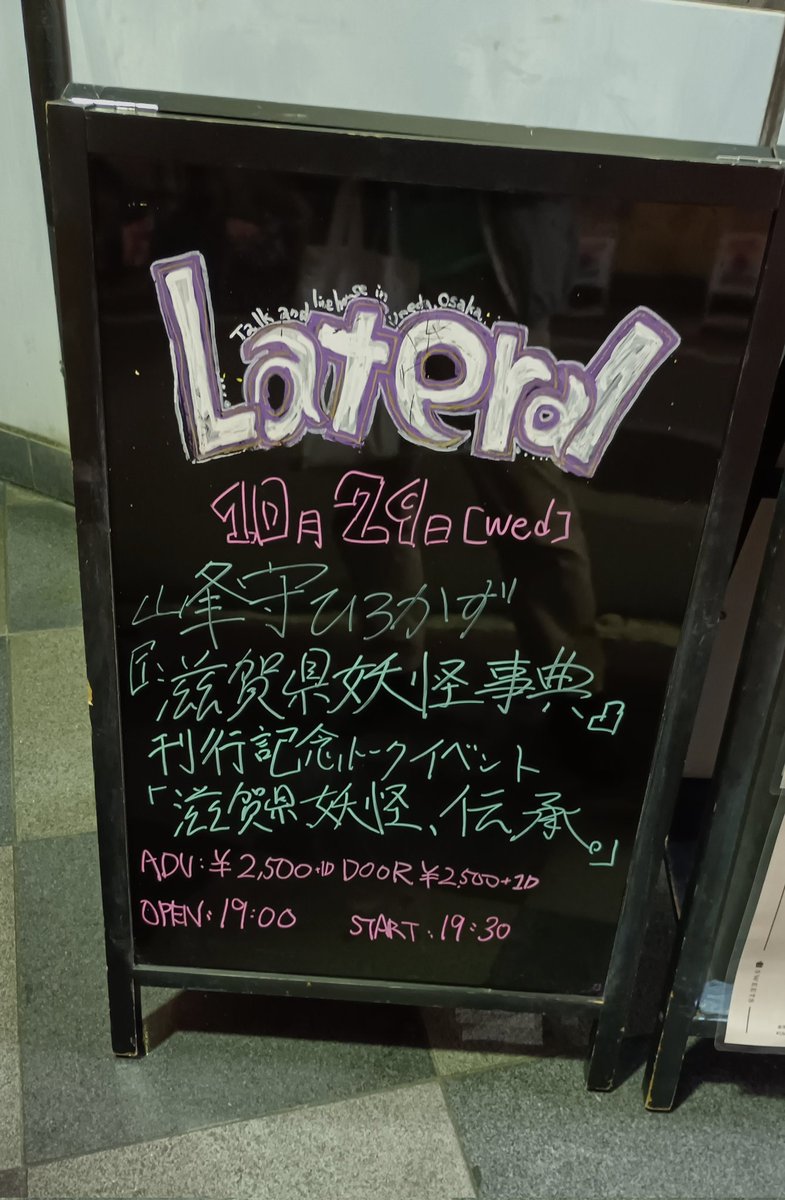 Talk and live house in Umeda, Osaka
Lateral
10月29日[wed]
峰守ひろかず
『滋賀県妖怪事典』
刊行記念トークイベント
「滋賀県妖怪、伝承。」
ADV:¥2,500+1D DOOR ¥2,500+1D
OPEN:19:00 START:19:30
SWEETS